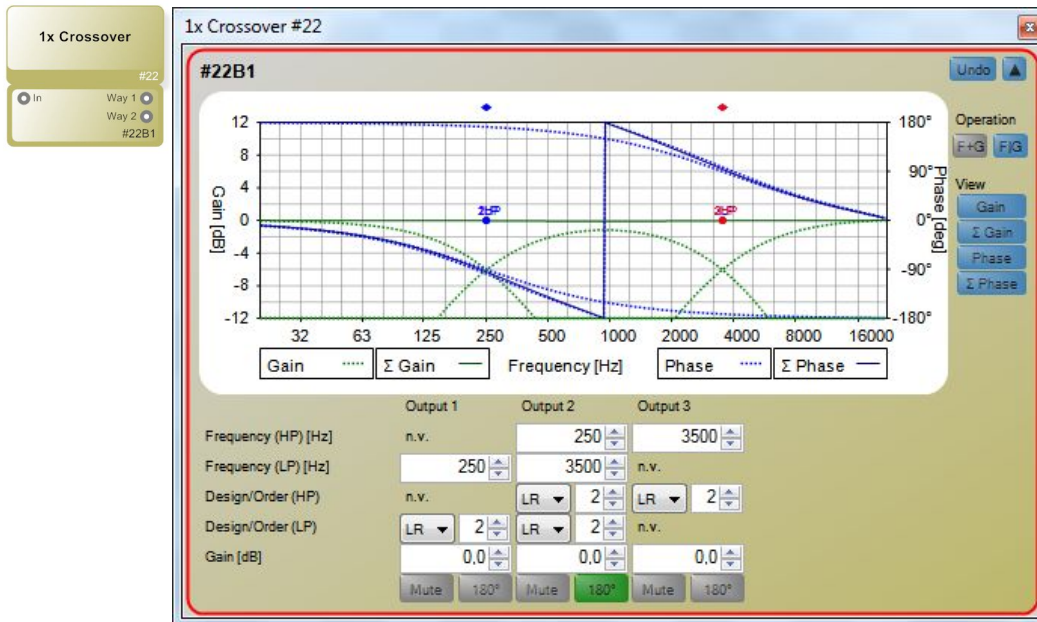 1x Crossover
#22
In Way 1
Way 2
#22B1
1x Crossover #22
x
#22B1
Undo ▲
Operation
F+G F|G
View
Gain
Σ Gain
Phase
Σ Phase
12
8
4
0
-4
-8
-12
Gain [dB]
180°
90°
0°
-90°
-180°
Phase [deg]
32 63 125 250 500 1000 2000 4000 8000 16000
Gain Σ Gain Frequency [Hz] Phase Σ Phase
Output 1 Output 2 Output 3
Frequency (HP) [Hz] n.v. 250 3500
Frequency (LP) [Hz] 250 3500 n.v.
Design/Order (HP) n.v. LR 2 LR 2
Design/Order (LP) LR 2 LR 2 n.v.
Gain [dB] 0,0 0,0 0,0
Mute 180° Mute 180° Mute 180°